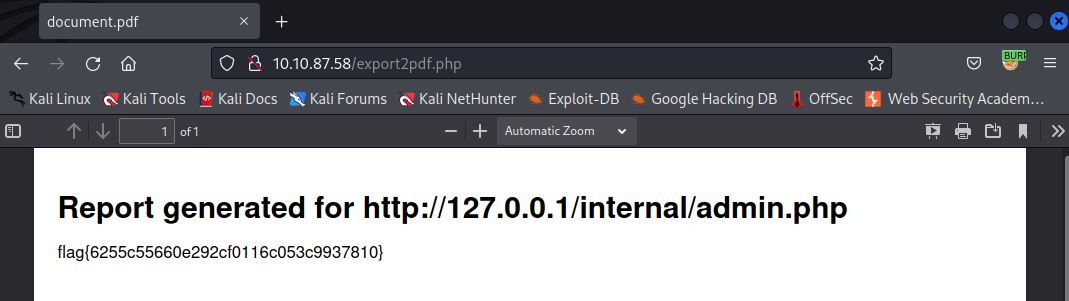 document.pdf
10.10.87.58/export2pdf.php
BURP
Kali Linux Kali Tools Kali Docs Kali Forums Kali NetHunter Exploit-DB Google Hacking DB OffSec Web Security Academ…
1 of 1 Automatic Zoom
Report generated for http://127.0.0.1/internal/admin.php
flag{6255c55660e292cf0116c053c9937810}